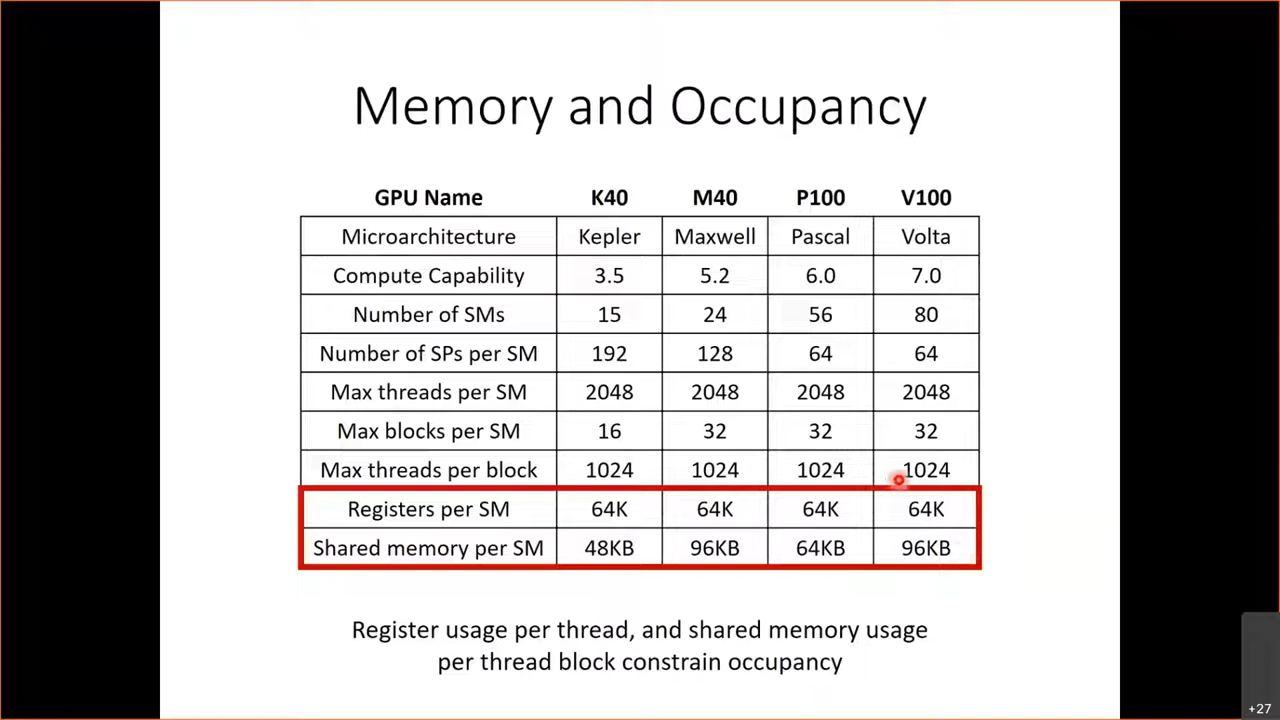 Memory and Occupancy
GPU Name K40 M40 P100 V100
Microarchitecture Kepler Maxwell Pascal Volta
Compute Capability 3.5 5.2 6.0 7.0
Number of SMs 15 24 56 80
Number of SPs per SM 192 128 64 64
Max threads per SM 2048 2048 2048 2048
Max blocks per SM 16 32 32 32
Max threads per block 1024 1024 1024 1024
Registers per SM 64K 64K 64K 64K
Shared memory per SM 48KB 96KB 64KB 96KB
Register usage per thread, and shared memory usage
per thread block constrain occupancy
+27